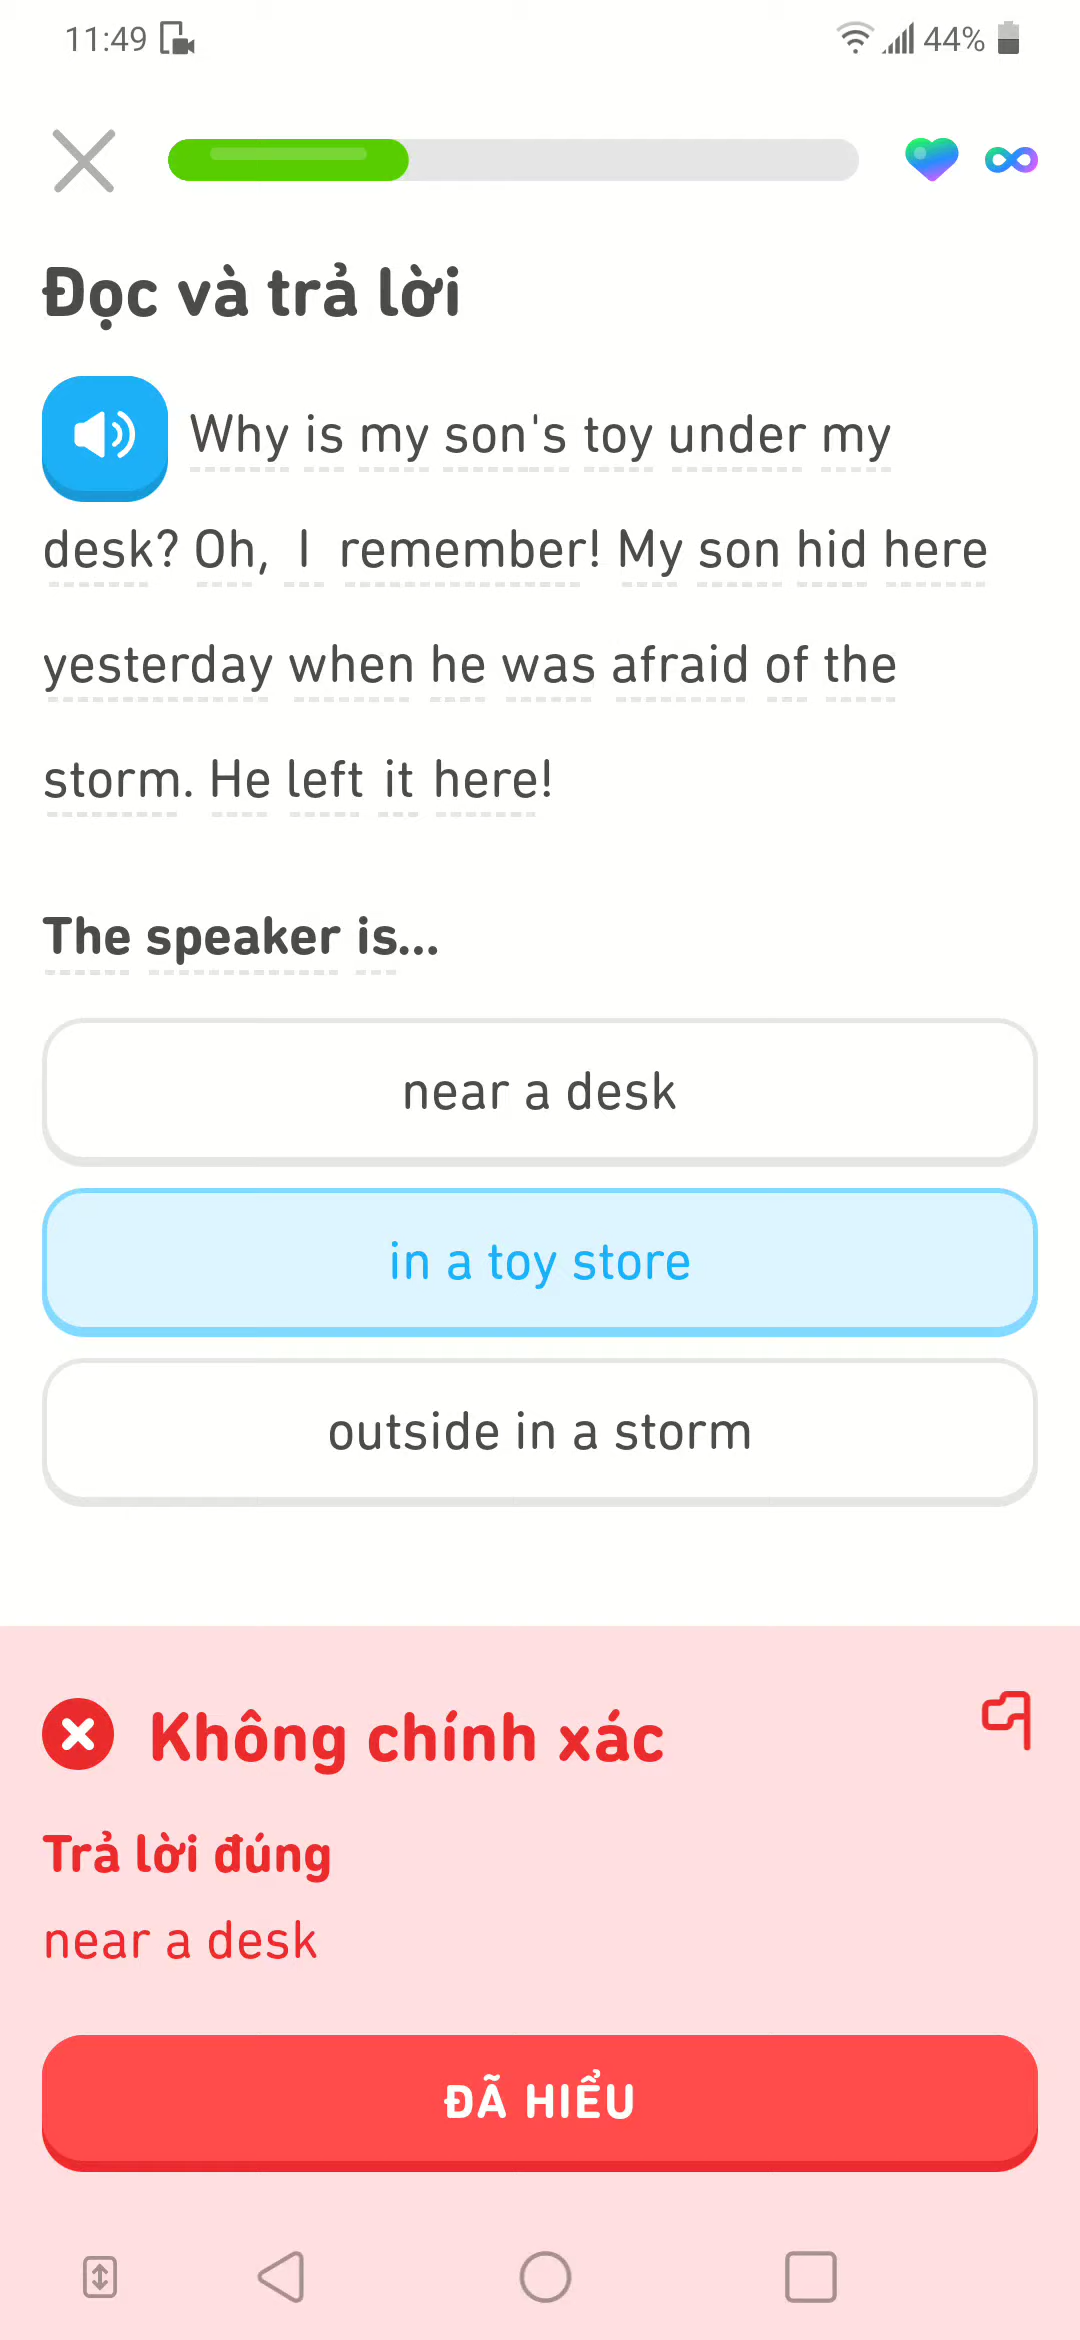 11:49
44%
Đọc và trả lời
Why is my son's toy under my
desk? Oh, I remember! My son hid here
yesterday when he was afraid of the
storm. He left it here!
The speaker is...
near a desk
in a toy store
outside in a storm
Không chính xác
Trả lời đúng
near a desk
ĐÃ HIỂU